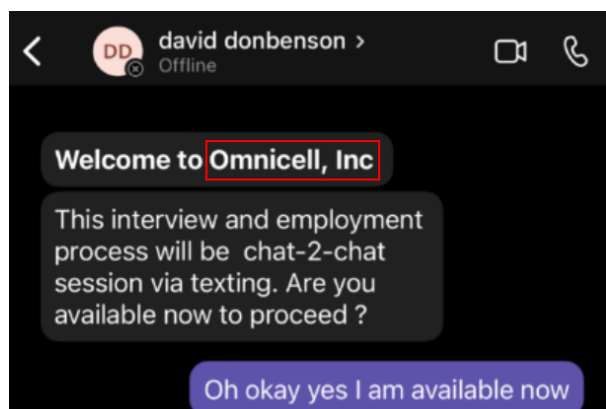 DD
david donbenson >
Offline
Welcome to Omnicell, Inc
This interview and employment
process will be  chat-2-chat
session via texting. Are you
available now to proceed ?
Oh okay yes I am available now